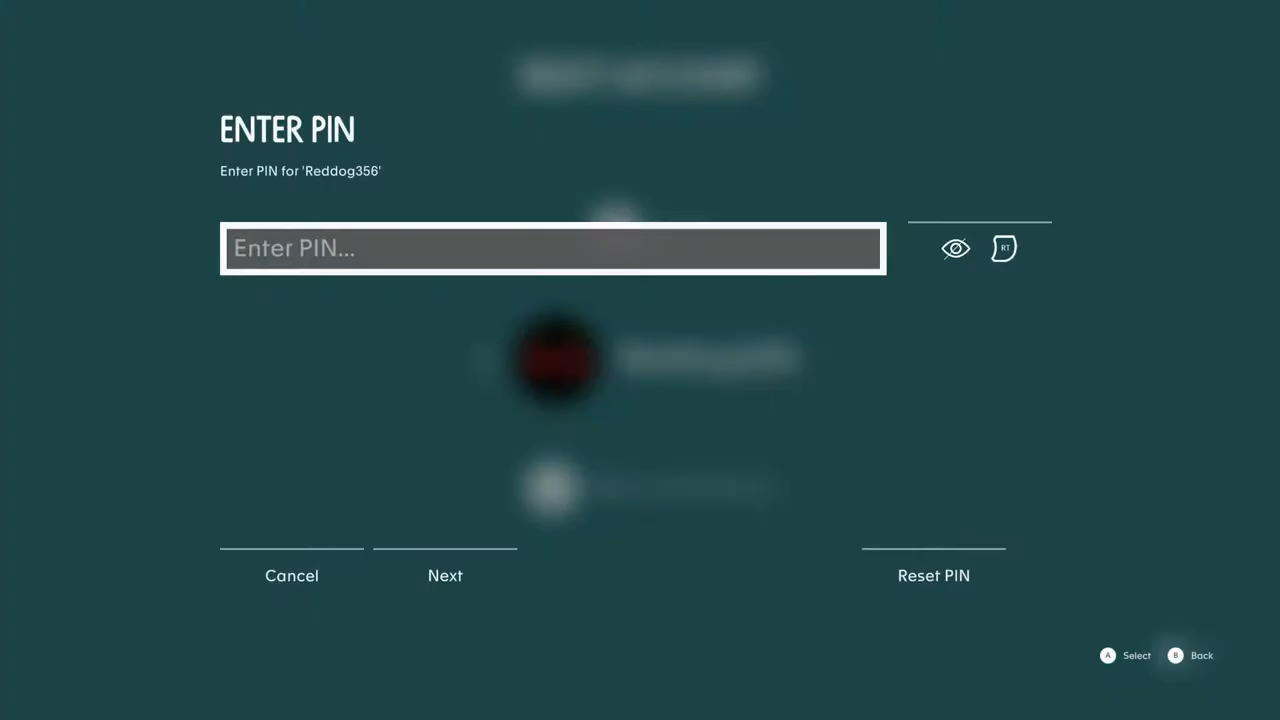 ENTER PIN
Enter PIN for 'Reddog356'
Enter PIN...
RT
Cancel
Next
Reset PIN
A Select B Back